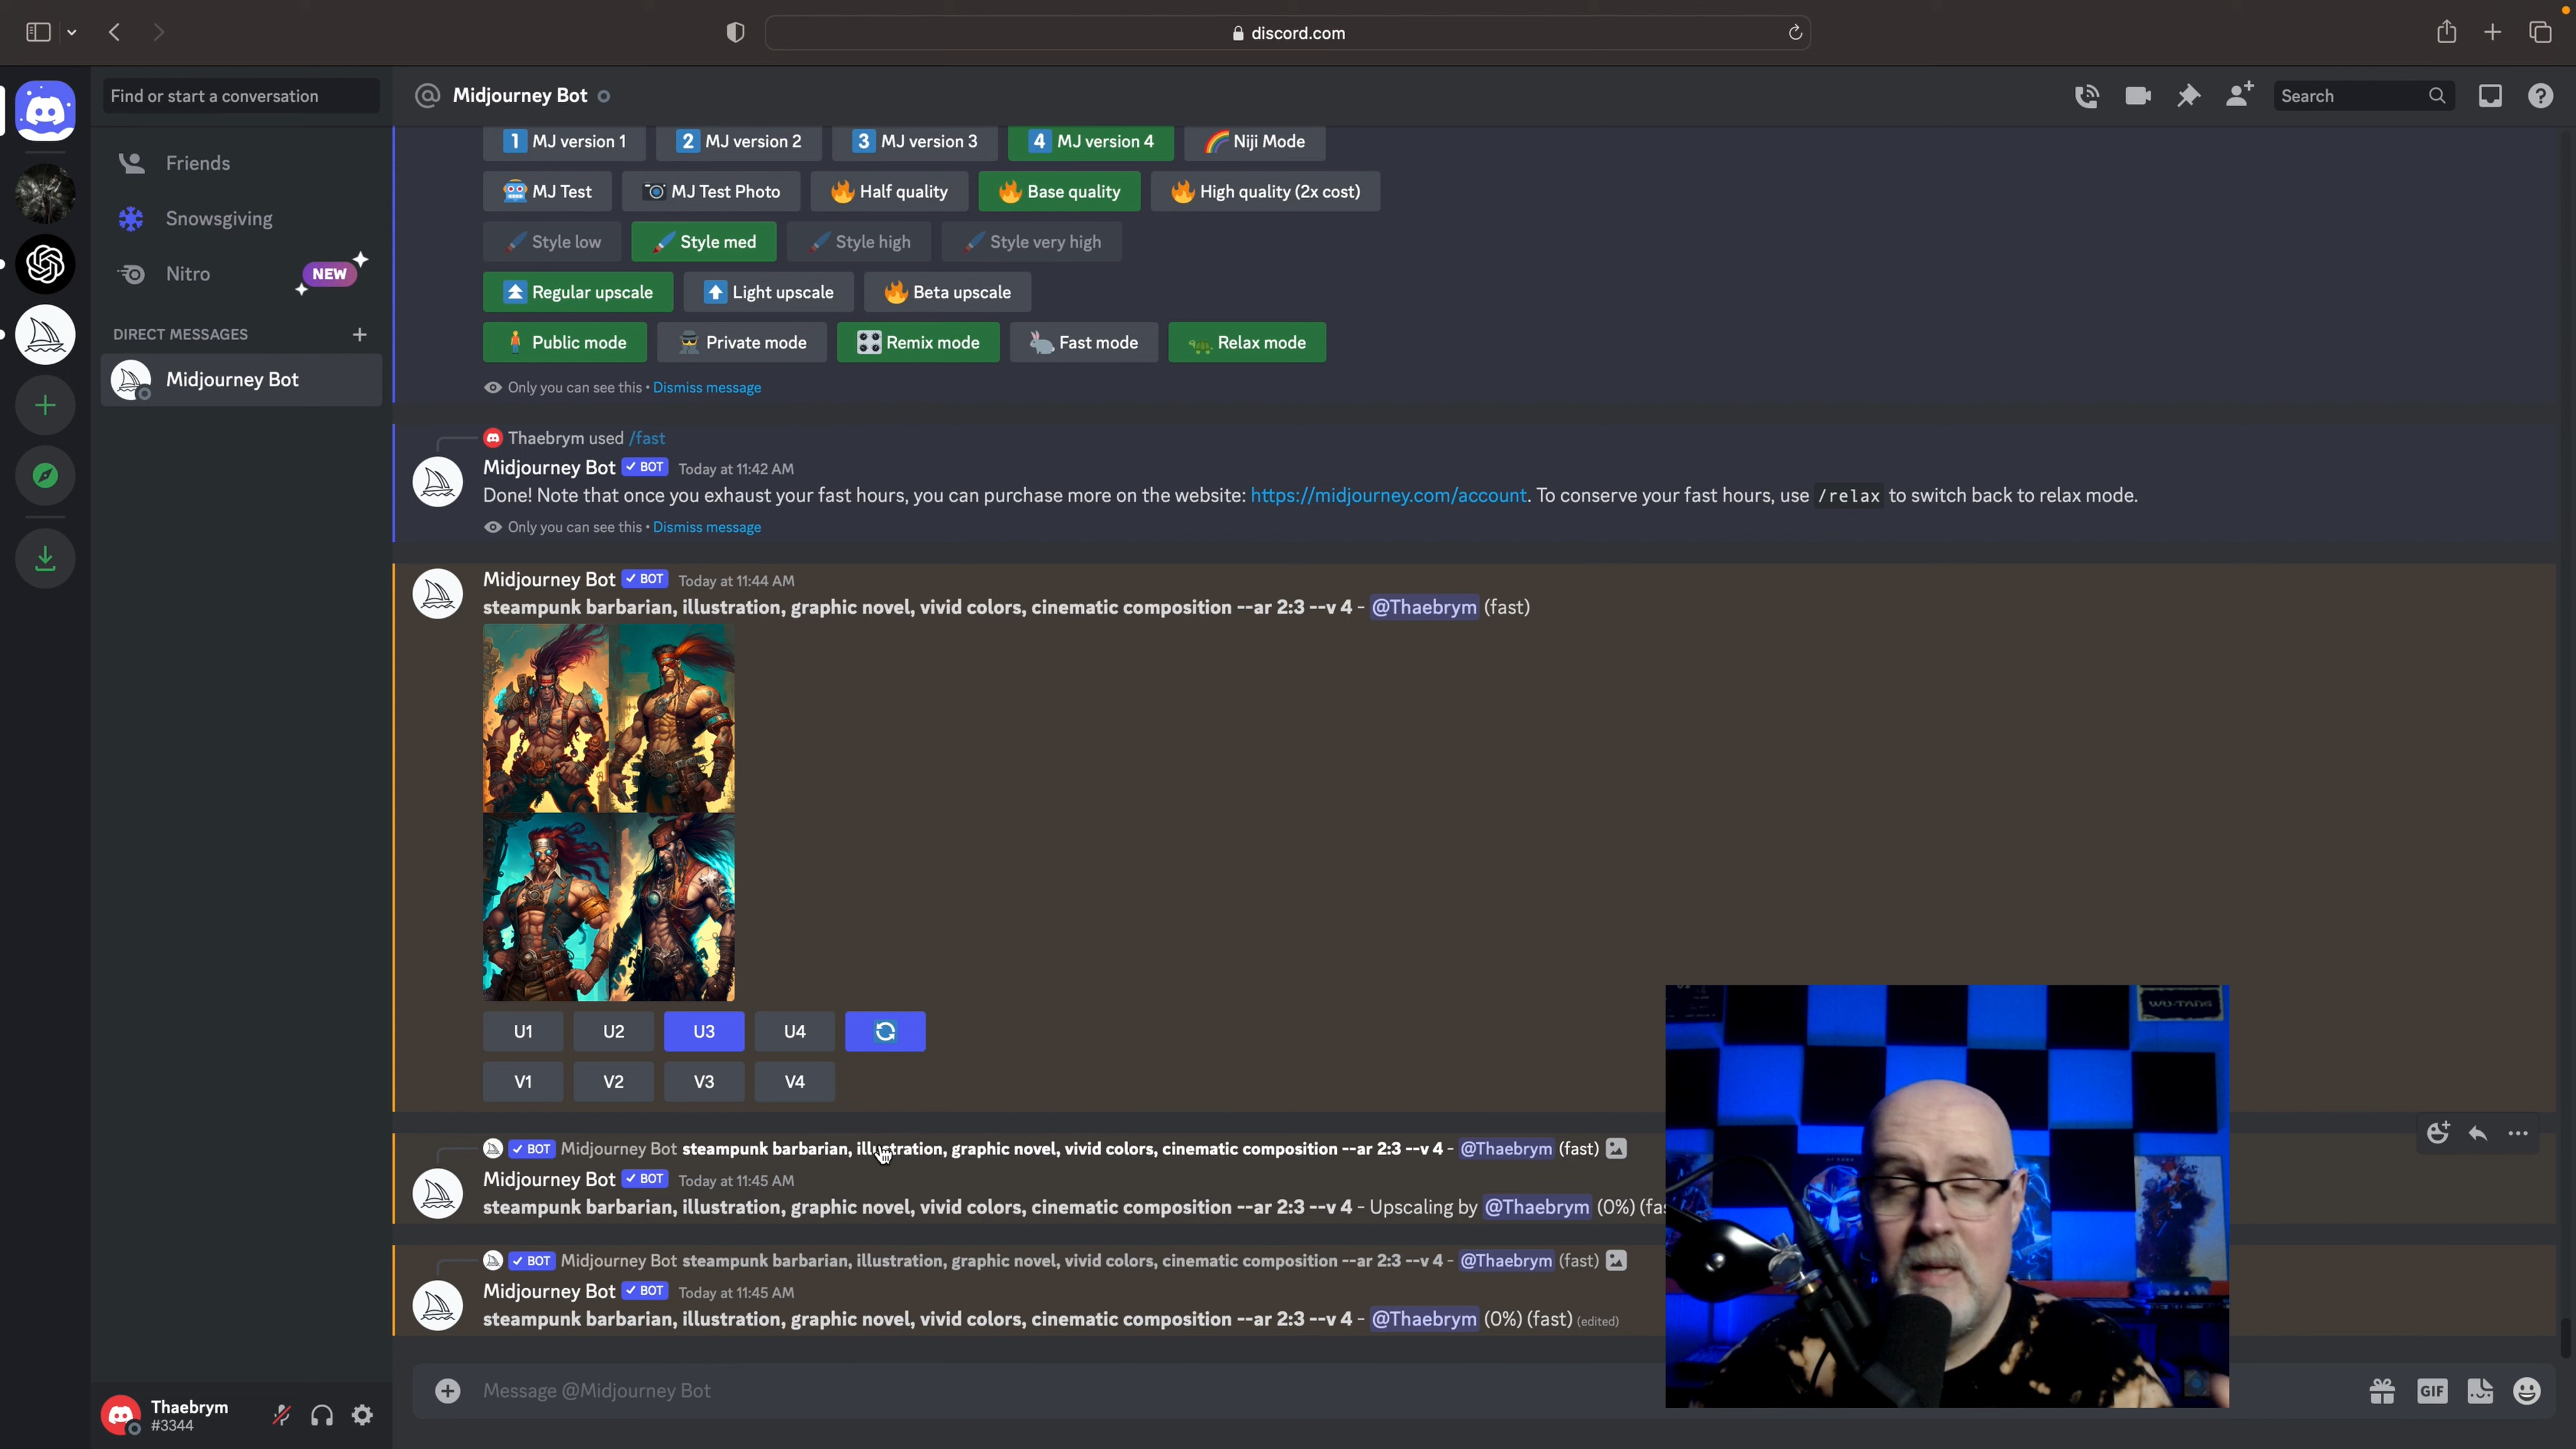 discord.com
Find or start a conversation
Midjourney Bot
Search
Friends
Snowsgiving
Nitro
NEW
DIRECT MESSAGES
Midjourney Bot
1 MJ version 1
2 MJ version 2
3 MJ version 3
4 MJ version 4
Niji Mode
MJ Test
MJ Test Photo
Half quality
Base quality
High quality (2x cost)
Style low
Style med
Style high
Style very high
Regular upscale
Light upscale
Beta upscale
Public mode
Private mode
Remix mode
Fast mode
Relax mode
Only you can see this • Dismiss message
Thaebrym used /fast
Midjourney Bot ✓ BOT Today at 11:42 AM
Done! Note that once you exhaust your fast hours, you can purchase more on the website: https://midjourney.com/account. To conserve your fast hours, use /relax to switch back to relax mode.
Only you can see this • Dismiss message
Midjourney Bot ✓ BOT Today at 11:44 AM
steampunk barbarian, illustration, graphic novel, vivid colors, cinematic composition --ar 2:3 --v 4 - @Thaebrym (fast)
U1 U2 U3 U4
V1 V2 V3 V4
✓ BOT Midjourney Bot steampunk barbarian, illustration, graphic novel, vivid colors, cinematic composition --ar 2:3 --v 4 - @Thaebrym (fast)
Midjourney Bot ✓ BOT Today at 11:45 AM
steampunk barbarian, illustration, graphic novel, vivid colors, cinematic composition --ar 2:3 --v 4 - Upscaling by @Thaebrym (0%) (fas
✓ BOT Midjourney Bot steampunk barbarian, illustration, graphic novel, vivid colors, cinematic composition --ar 2:3 --v 4 - @Thaebrym (fast)
Midjourney Bot ✓ BOT Today at 11:45 AM
steampunk barbarian, illustration, graphic novel, vivid colors, cinematic composition --ar 2:3 --v 4 - @Thaebrym (0%) (fast) (edited)
Message @Midjourney Bot
GIF
Thaebrym
#3344